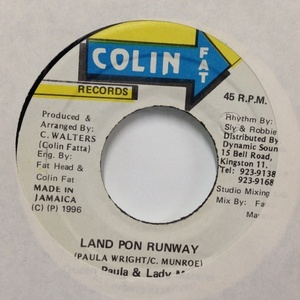 COLIN
FAT
RECORDS
45 R.P.M.
Produced &
Arranged By:
C. WALTERS
(Colin Fatta)
Eng. By:
Fat Head &
Colin Fat
MADE IN
JAMAICA
(C) (P) 1996
Rhythm By:
Sly & Robbie
Distributed By
Dynamic Soun
15 Bell Road,
Kingston 11.
Tel: 923-9138
923-9168
Studio Mixing
Mix By: Fa
LAND PON RUNWAY
(PAULA WRIGHT/C. MUNROE)
Paula & Lady